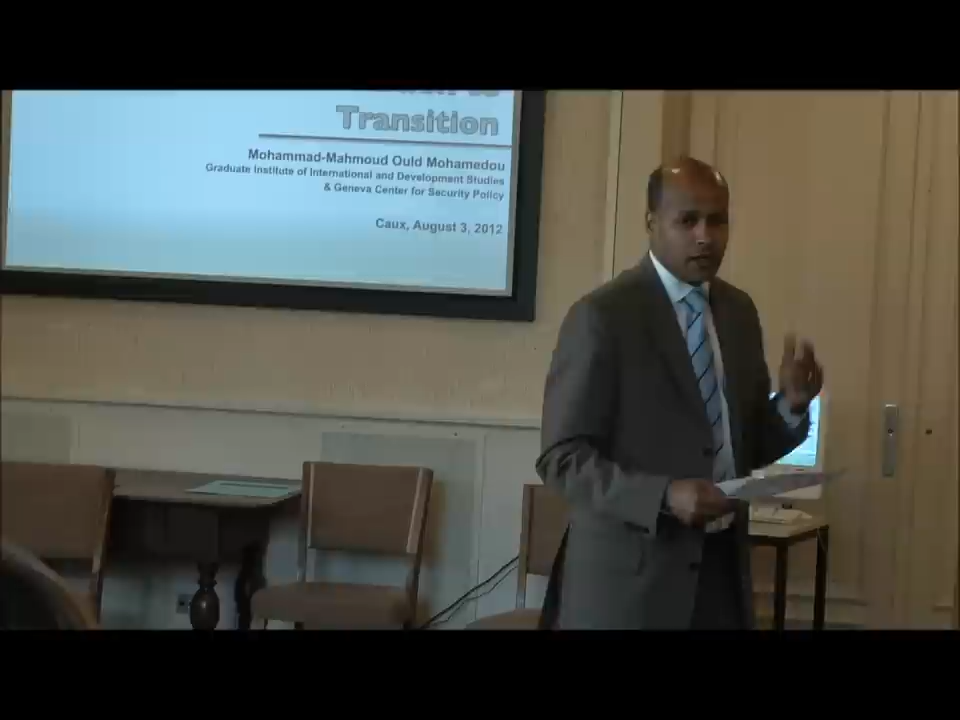 Transition
Mohammad-Mahmoud Ould Mohamedou
Graduate Institute of International and Development Studies
& Geneva Center for Security Policy
Caux, August 3, 2012